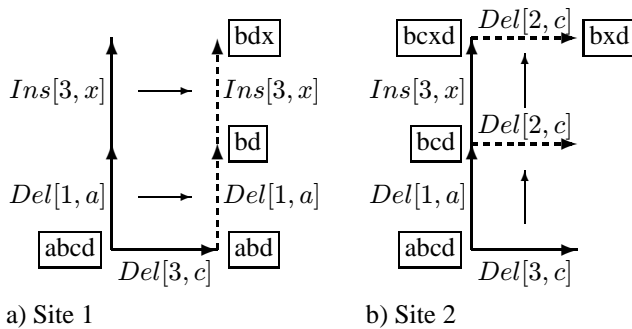 bdx
Ins[3, x]
Ins[3, x]
bd
Del[1, a]
Del[1, a]
abcd
abd
Del[3, c]
a) Site 1
Del[2, c]
bcxd
bxd
Ins[3, x]
Del[2, c]
bcd
Del[1, a]
abcd
Del[3, c]
b) Site 2